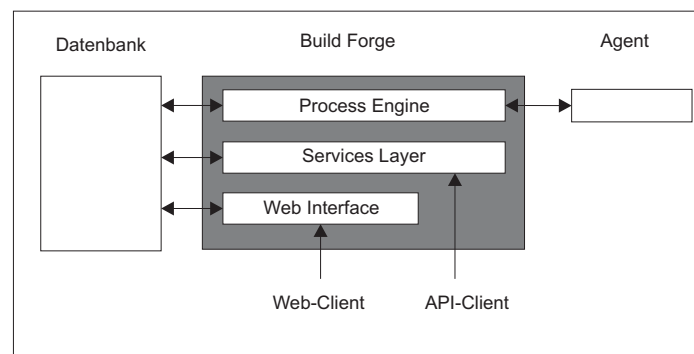 Datenbank
Build Forge
Agent
Process Engine
Services Layer
Web Interface
Web-Client
API-Client